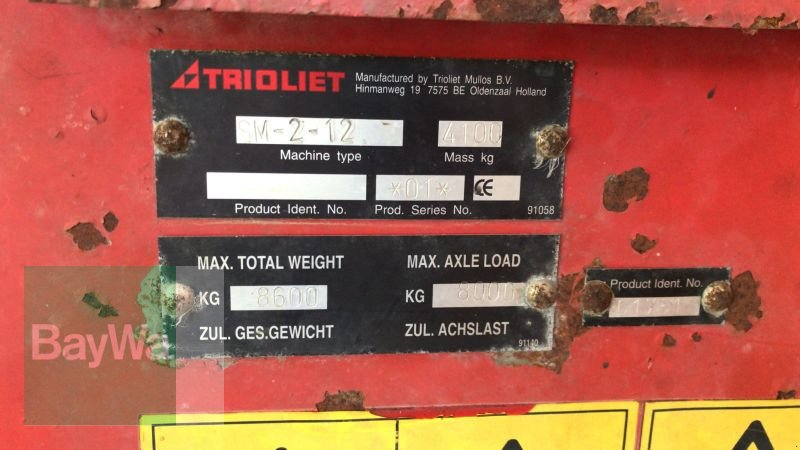 TRIOLIET
Manufactured by Trioliet Mullos B.V.
Hinmanweg 19 7575 BE Oldenzaal Holland
SM-2-12
4100
Machine type
Mass kg
*01*
CE
Product Ident. No.
Prod. Series No.
91058
MAX. TOTAL WEIGHT
MAX. AXLE LOAD
KG 8600
KG 8000
ZUL. GES.GEWICHT
ZUL. ACHSLAST
91140
Product Ident. No.
BayWa